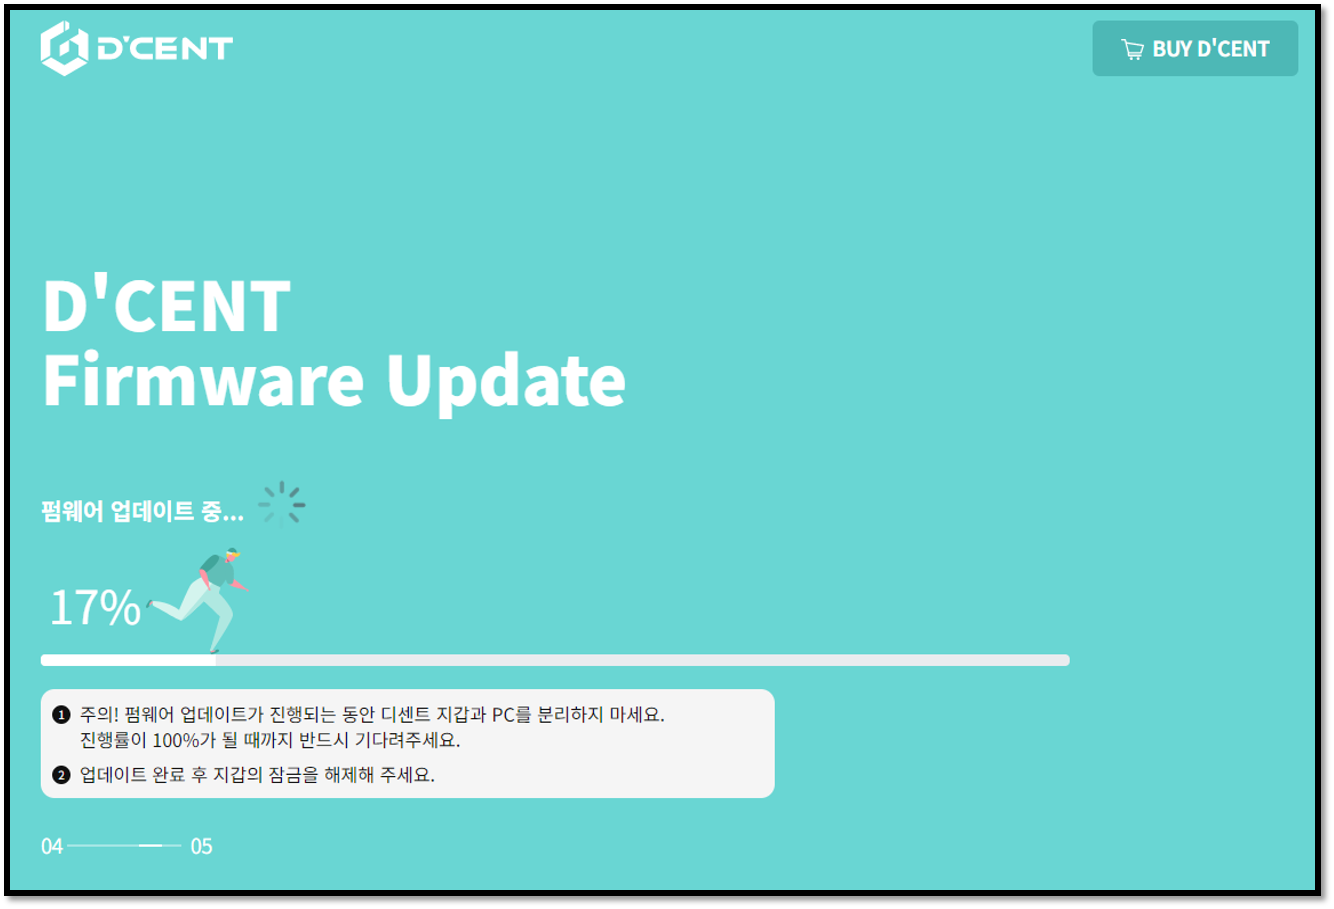 D'CENT
BUY D'CENT
D'CENT
Firmware Update
펌웨어 업데이트 중...
17%
1 주의! 펌웨어 업데이트가 진행되는 동안 디센트 지갑과 PC를 분리하지 마세요.
진행률이 100%가 될 때까지 반드시 기다려주세요.
2 업데이트 완료 후 지갑의 잠금을 해제해 주세요.
04 05